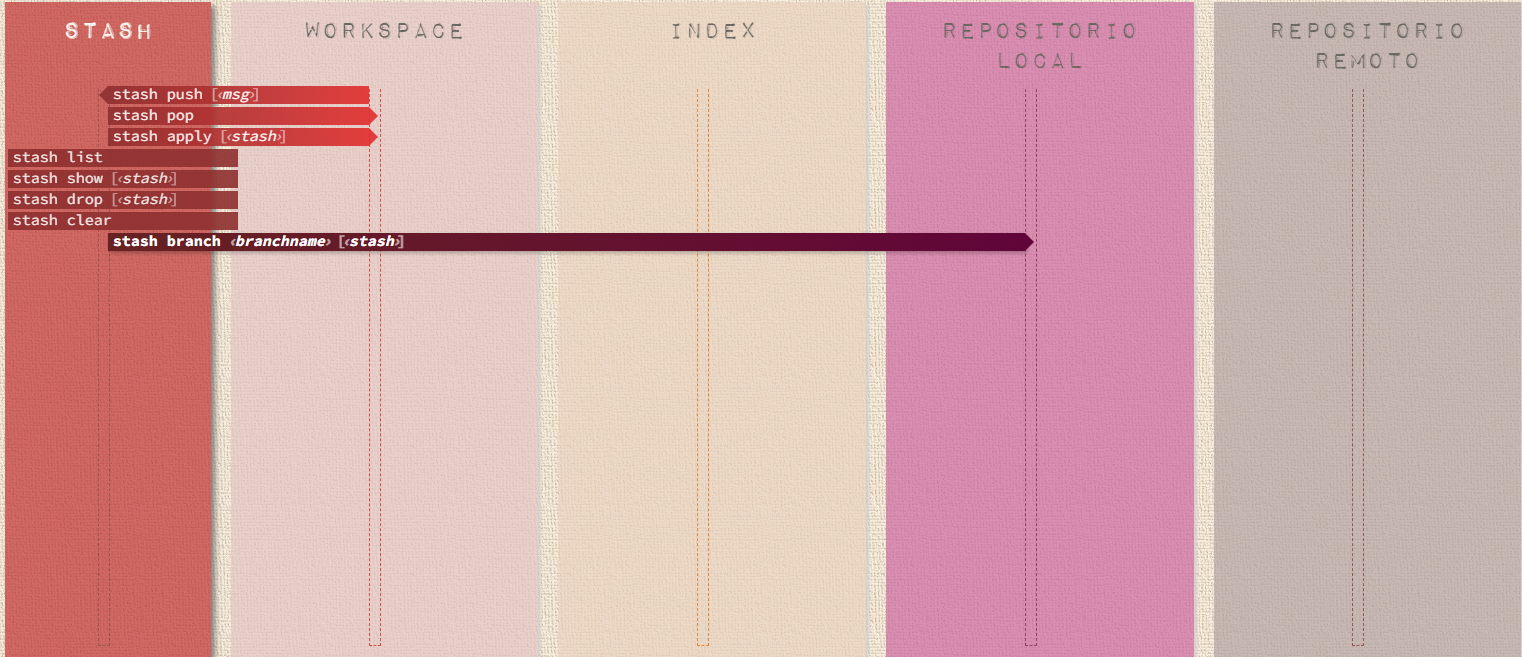 STASH
WORKSPACE
INDEX
REPOSITORIO
LOCAL
REPOSITORIO
REMOTO
stash push [‹msg›]
stash pop
stash apply [‹stash›]
stash list
stash show [‹stash›]
stash drop [‹stash›]
stash clear
stash branch ‹branchname› [‹stash›]